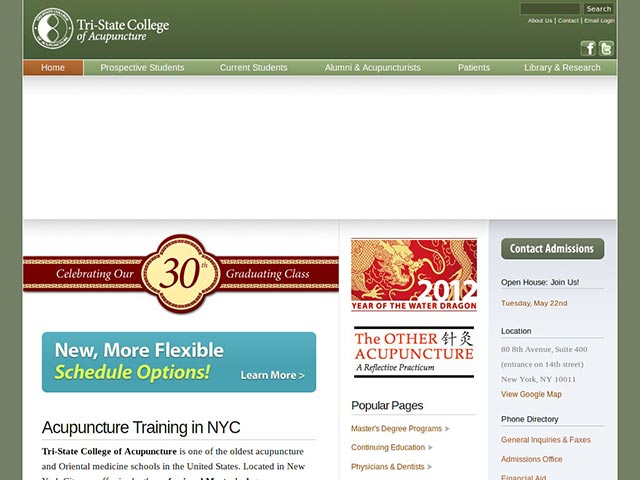 Tri-State College
of Acupuncture
Search
About Us | Contact | Email Login
Home
Prospective Students
Current Students
Alumni & Acupuncturists
Patients
Library & Research
Celebrating Our 30th Graduating Class
New, More Flexible
Schedule Options!
Learn More >
Acupuncture Training in NYC
Tri-State College of Acupuncture is one of the oldest acupuncture
and Oriental medicine schools in the United States. Located in New
2012
YEAR OF THE WATER DRAGON
The OTHER 针灸
ACUPUNCTURE
A Reflective Practicum
Popular Pages
Master's Degree Programs
Continuing Education
Physicians & Dentists
Contact Admissions
Open House: Join Us!
Tuesday, May 22nd
Location
80 8th Avenue, Suite 400
(entrance on 14th street)
New York, NY 10011
View Google Map
Phone Directory
General Inquiries & Faxes
Admissions Office
Financial Aid